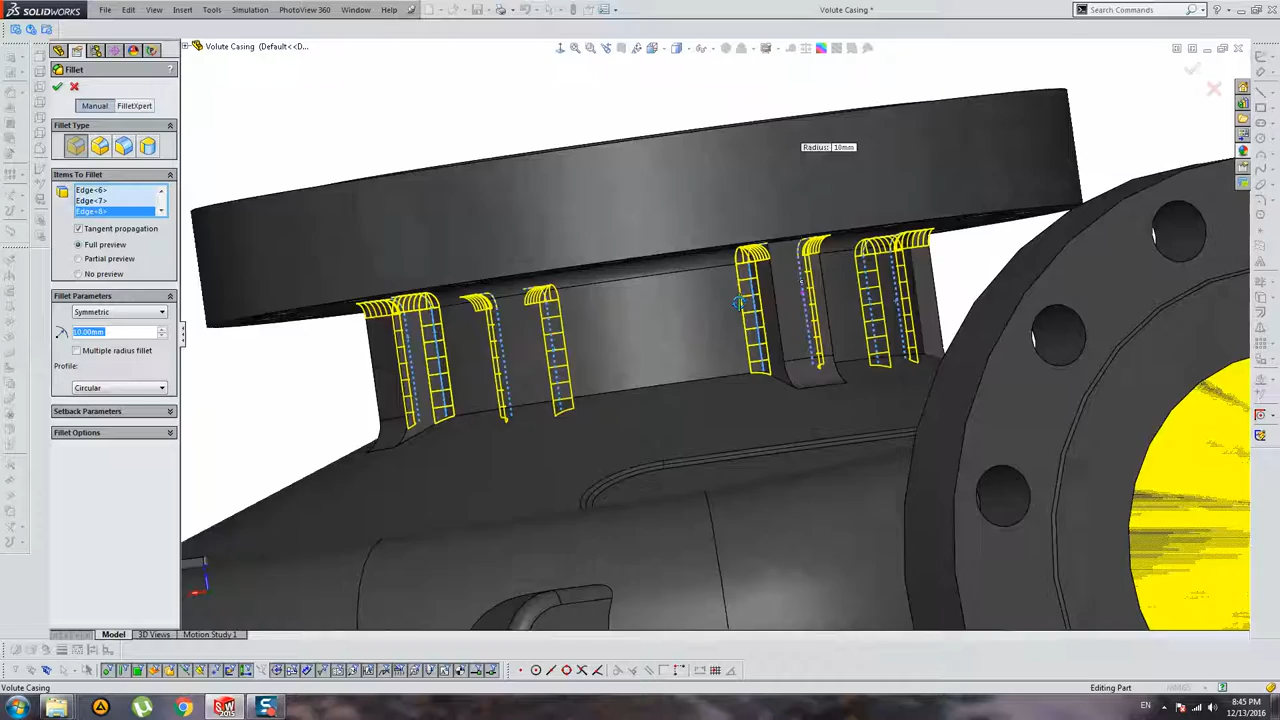 SOLIDWORKS
File Edit View Insert Tools Simulation PhotoView 360 Window Help
Volute Casing *
Search Commands
Volute Casing (Default<<D...
Fillet
?
Manual FilletXpert
Fillet Type
Items To Fillet
Edge<6>
Edge<7>
Edge<8>
Tangent propagation
Full preview
Partial preview
No preview
Fillet Parameters
Symmetric
10.00mm
Multiple radius fillet
Profile:
Circular
Setback Parameters
Fillet Options
Radius: 10mm
Model 3D Views Motion Study 1
Volute Casing
Editing Part
EN
8:45 PM
12/13/2016